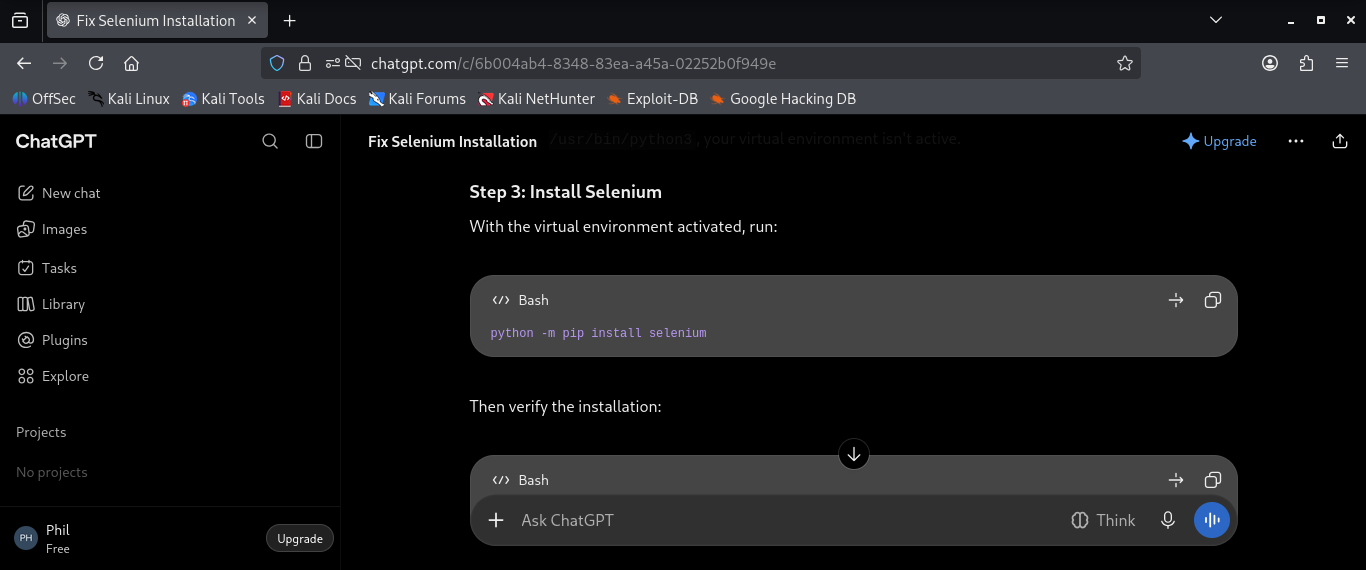 Fix Selenium Installation
chatgpt.com/c/6b004ab4-8348-83ea-a45a-02252b0f949e
OffSec Kali Linux Kali Tools Kali Docs Kali Forums Kali NetHunter Exploit-DB Google Hacking DB
ChatGPT
New chat
Images
Tasks
Library
Plugins
Explore
Projects
No projects
PH
Phil
Free
Upgrade
Fix Selenium Installation
/usr/bin/python3, your virtual environment isn't active.
Upgrade
Step 3: Install Selenium
With the virtual environment activated, run:
Bash
python -m pip install selenium
Then verify the installation:
Bash
Ask ChatGPT
Think